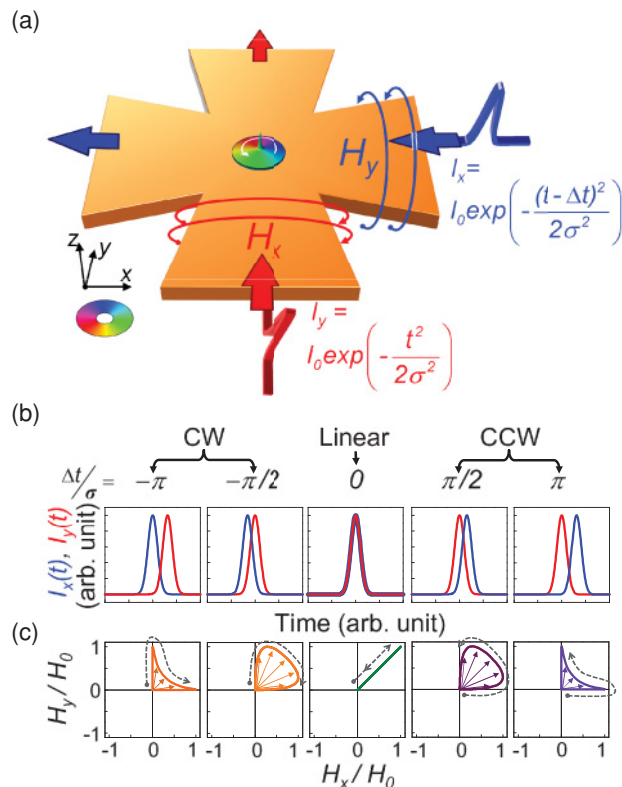 (a)
H_y
I_x =
I_0 exp(-(t - Δt)^2 / 2σ^2)
H_x
z
y
x
I_y =
I_0 exp(-t^2 / 2σ^2)
(b)
CW Linear CCW
Δt/σ = -π -π/2 0 π/2 π
I_x(t), I_y(t)
(arb. unit)
Time (arb. unit)
(c)
H_y / H_0
1
0
-1
-1 0 1 -1 0 1 -1 0 1 -1 0 1 -1 0 1
H_x / H_0